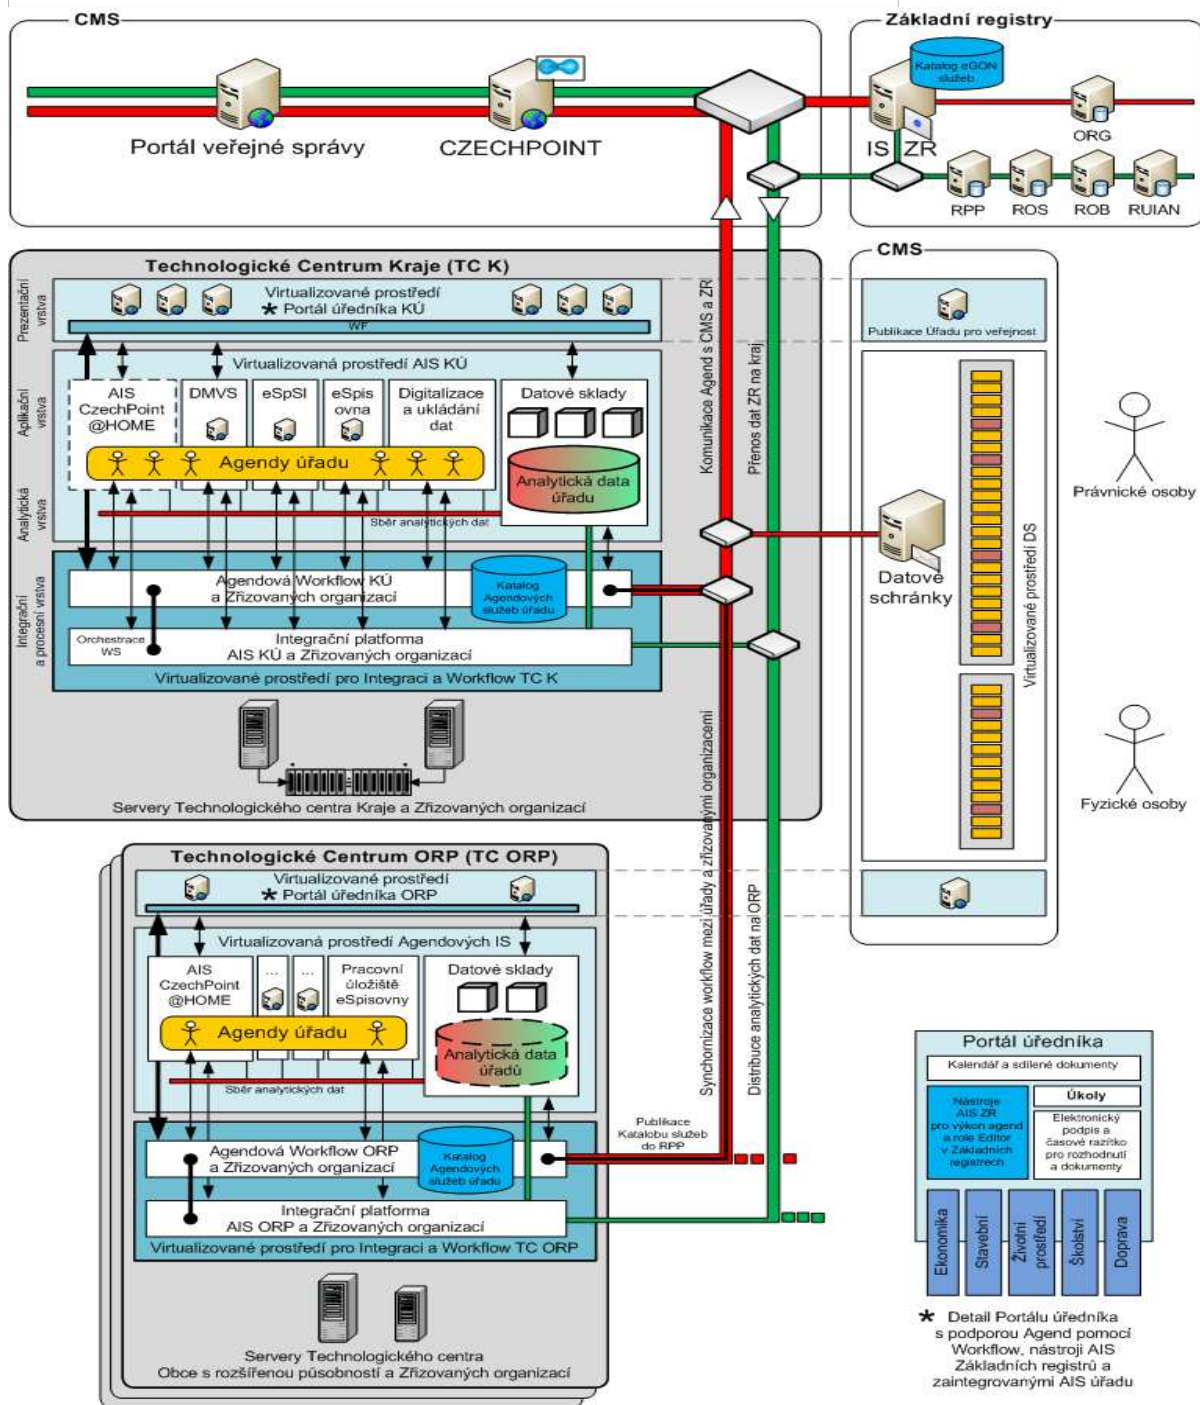 CMS
Portál veřejné správy
CZECHPOINT
Základní registry
Katalog eGON
služeb
IS ZR
ORG
RPP
ROS
ROB
RUIAN
Technologické Centrum Kraje (TC K)
Prezentační
vrstva
Virtualizované prostředí
* Portál úředníka KÚ
WF
Aplikační
vrstva
Virtualizovaná prostředí AIS KÚ
AIS
CzechPoint
@HOME
DMVS
eSpSl
eSpis
ovna
Digitalizace
a ukládání
dat
Datové sklady
Agendy úřadu
Analytická data
úřadu
Analytická
vrstva
Sběr analytických dat
Integrační
a procesní vrstva
Agendová Workflow KÚ
a Zřizovaných organizací
Katalog
Agendových
služeb úřadu
Orchestrace
WS
Integrační platforma
AIS KÚ a Zřizovaných organizací
Virtualizované prostředí pro Integraci a Workflow TC K
Servery Technologického centra Kraje a Zřizovaných organizací
Komunikace Agend s CMS a ZR
Přenos dat ZR na kraj
Synchornizace workflow mezi úřady a zřizovanými organizacemi
Distribuce analytických dat na ORP
CMS
Publikace Úřadu pro veřejnost
Datové
schránky
Virtualizované prostředí DS
Právnické osoby
Fyzické osoby
Technologické Centrum ORP (TC ORP)
Virtualizované prostředí
* Portál úředníka ORP
Virtualizovaná prostředí Agendových IS
AIS
CzechPoint
@HOME
...
...
Pracovní
úložiště
eSpisovny
Datové sklady
Agendy úřadu
Analytická data
úřadů
Sběr analytických dat
Agendová Workflow ORP
a Zřizovaných organizací
Katalog
Agendových
služeb úřadu
Publikace
Katalobu služeb
do RPP
Integrační platforma
AIS ORP a Zřizovaných organizací
Virtualizované prostředí pro Integraci a Workflow TC ORP
Servery Technologického centra
Obce s rozšířenou působností a Zřizovaných organizací
Portál úředníka
Kalendář a sdílené dokumenty
Nástroje
AIS ZR
pro výkon agend
a role Editor
v Základních
registrech
Úkoly
Elektronický
podpis a
časové razítko
pro rozhodnutí
a dokumenty
Ekonomika
Stavební
Životní
prostředí
Školství
Doprava
* Detail Portálu úředníka
s podporou Agend pomocí
Workflow, nástroji AIS
Základních registrů a
zaintegrovanými AIS úřadu